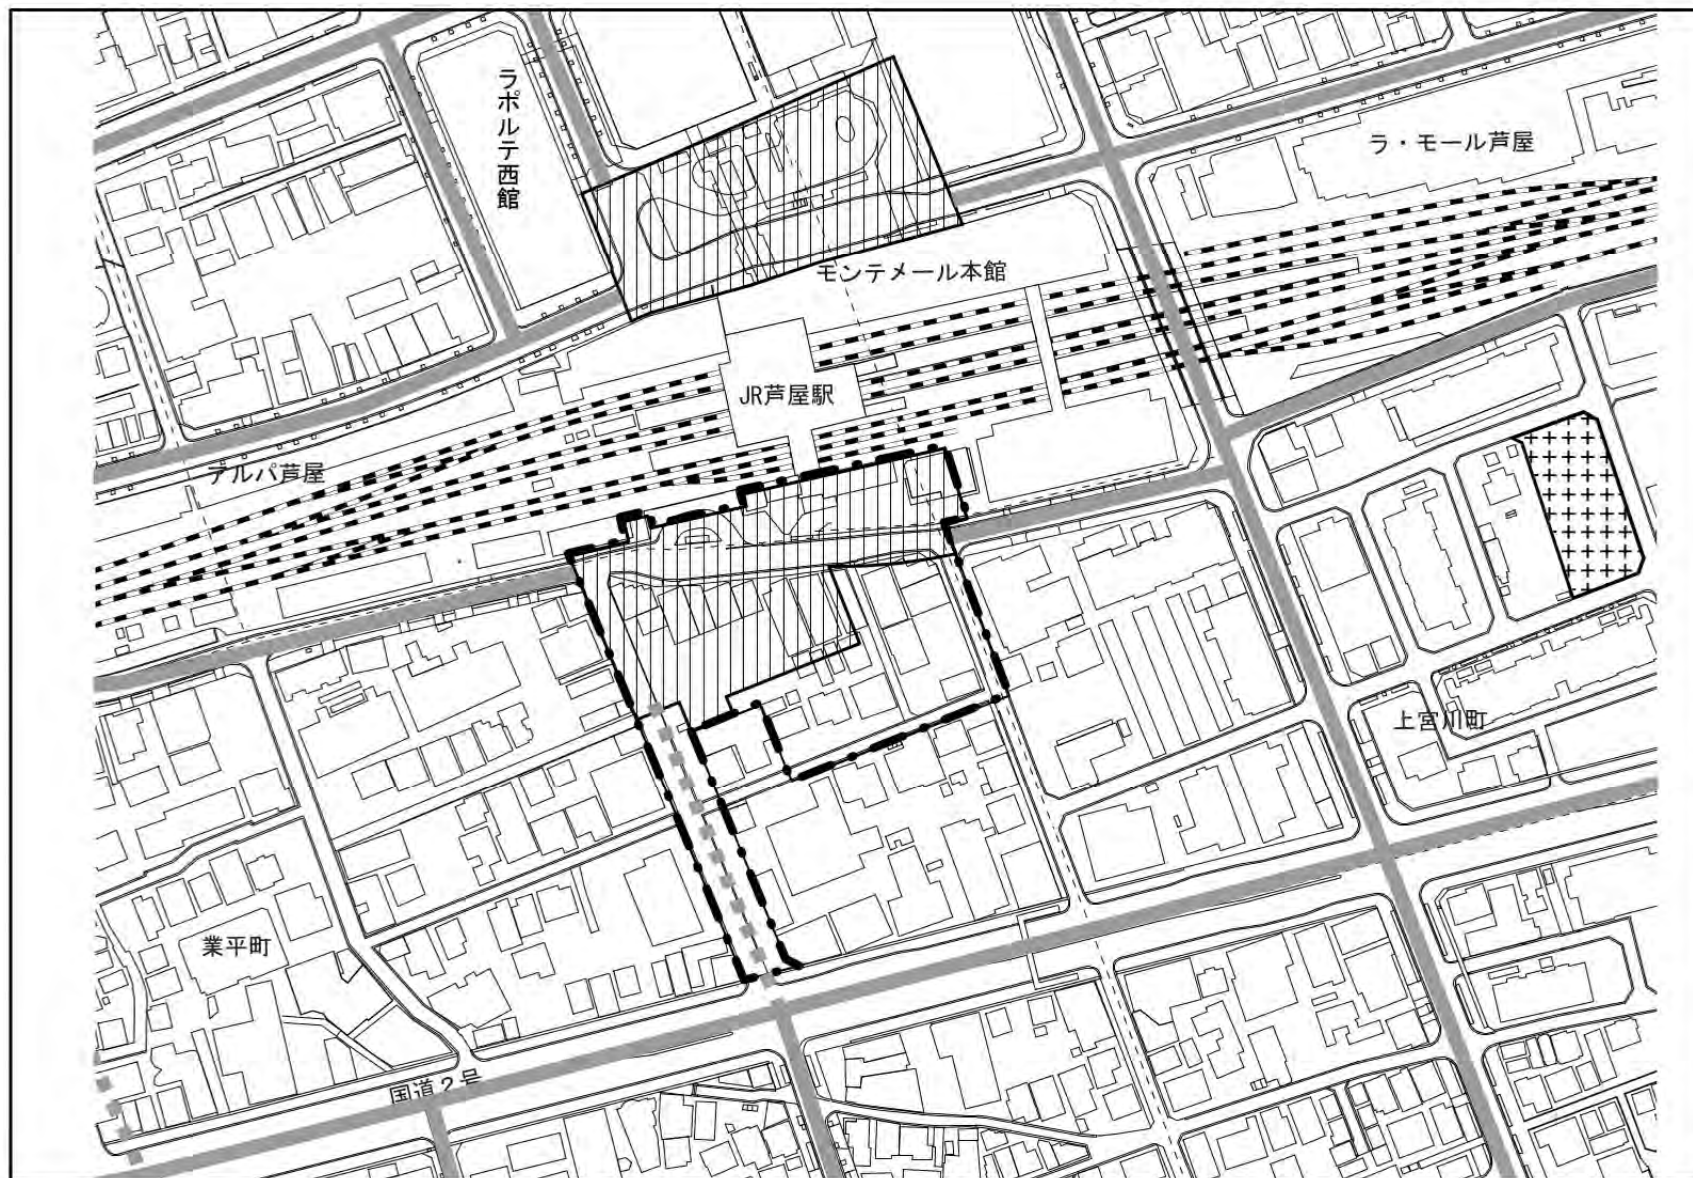 ラポルテ西館
ラ・モール芦屋
モンテメール本館
JR芦屋駅
アルパ芦屋
上宮川町
業平町
国道2号